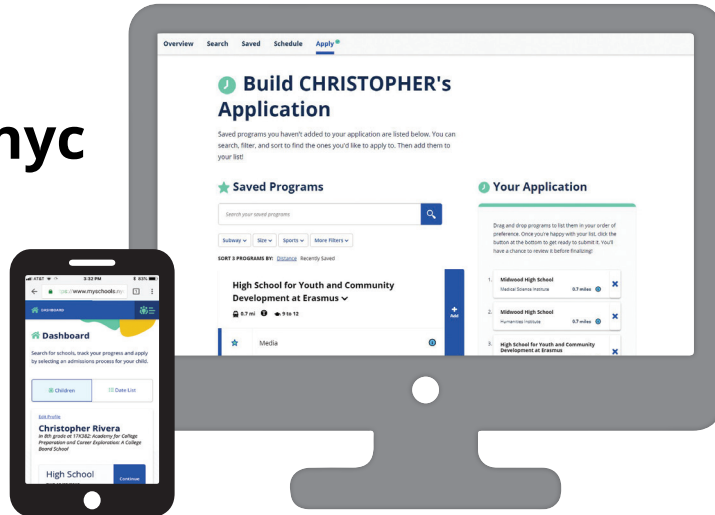 nyc
Overview Search Saved Schedule Apply
Build CHRISTOPHER's
Application
Saved programs you haven't added to your application are listed below. You can
search, filter, and sort to find the ones you'd like to apply to. Then add them to
your list!
Saved Programs
Search your saved programs
Subway Size Sports More Filters
SORT 3 PROGRAMS BY: Distance Recently Saved
High School for Youth and Community
Development at Erasmus
0.7 mi 9 to 12
Add
Media
Your Application
Drag and drop programs to list them in your order of
preference. Once you're happy with your list, click the
button at the bottom to get ready to submit it. You'll
have a chance to review it before finalizing!
1. Midwood High School
Medical Science Institute 0.7 miles
2. Midwood High School
Humanities Institute 0.7 miles
3. High School for Youth and Community
Development at Erasmus
AT&T 3:32 PM 83%
www.myschools.ny
1
DASHBOARD
Dashboard
Search for schools, track your progress and apply
by selecting an admissions process for your child.
Children Date List
Edit Profile
Christopher Rivera
In 8th grade at 17K382: Academy for College
Preparation and Career Exploration: A College
Board School
High School
Continue